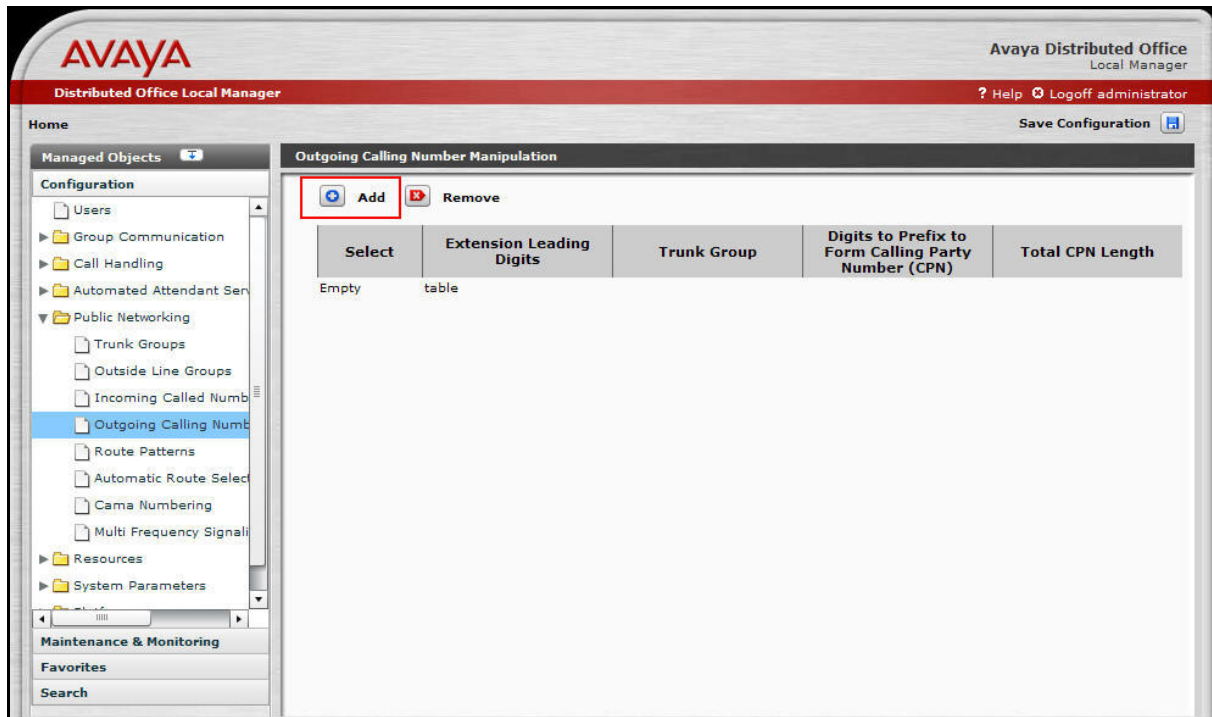 AVAYA
Avaya Distributed Office
Local Manager
Distributed Office Local Manager
? Help Logoff administrator
Home
Save Configuration
Managed Objects
Outgoing Calling Number Manipulation
Configuration
Users
Group Communication
Call Handling
Automated Attendant Serv
Public Networking
Trunk Groups
Outside Line Groups
Incoming Called Numb
Outgoing Calling Numb
Route Patterns
Automatic Route Select
Cama Numbering
Multi Frequency Signali
Resources
System Parameters
Maintenance & Monitoring
Favorites
Search
Add
Remove
Select
Extension Leading
Digits
Trunk Group
Digits to Prefix to
Form Calling Party
Number (CPN)
Total CPN Length
Empty table